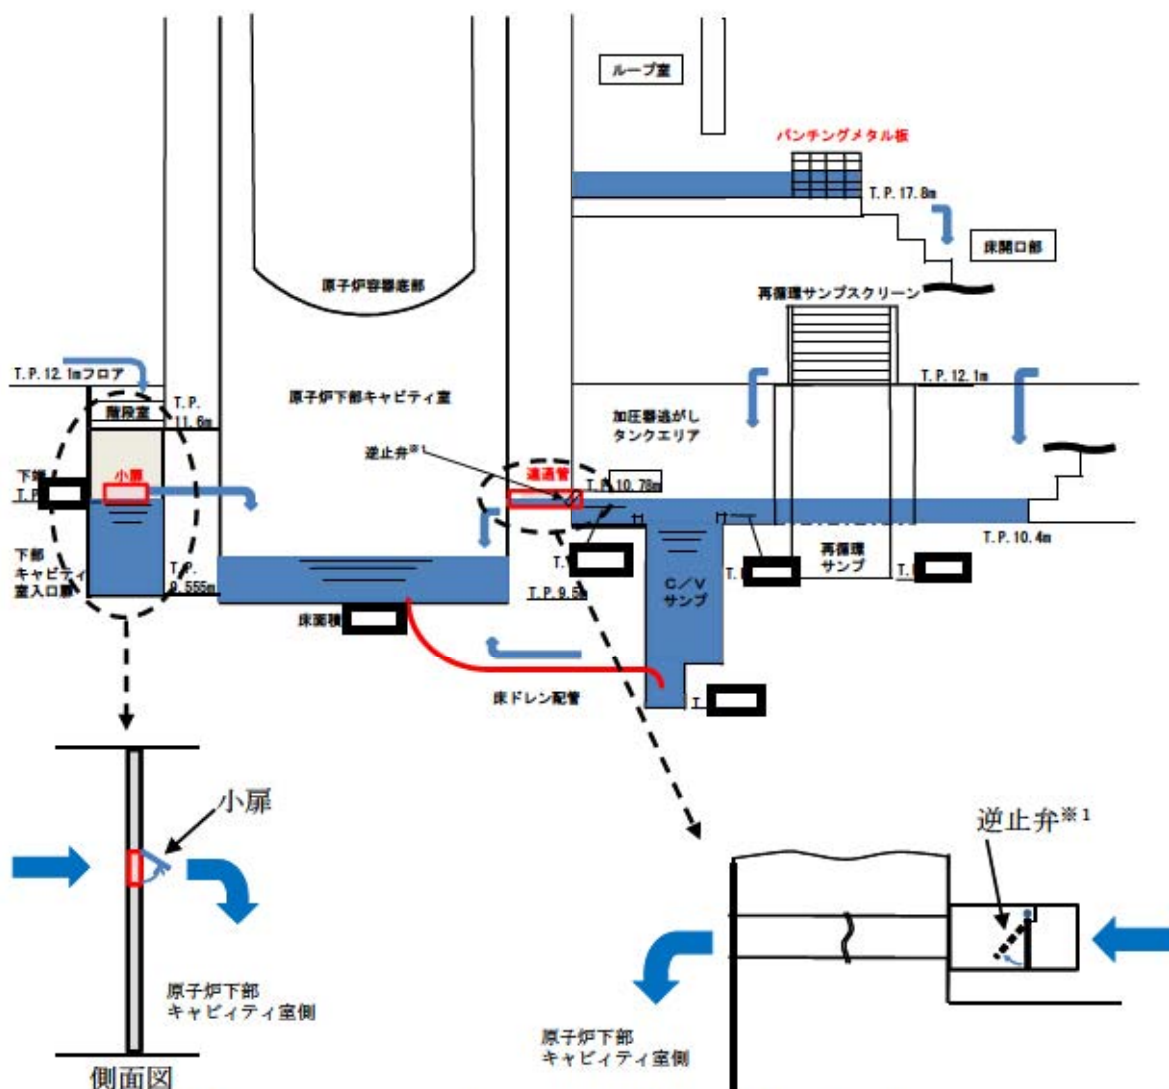 ループ室
パンチングメタル板
T.P.17.8m
床開口部
原子炉容器底部
再循環サンプスクリーン
T.P.12.1mフロア
階段室
T.P.
11.6m
原子炉下部キャビティ室
加圧器逃がし
タンクエリア
T.P.12.1m
逆止弁※1
連通管
T.P.10.78m
下端
T.P
小扉
T.P.10.4m
下部
キャビティ
室入口扉
T.P.
9.555m
T.P.9.5
C/V
サンプ
再循環
サンプ
床面積
床ドレン配管
小扉
逆止弁※1
原子炉下部
キャビィティ室側
原子炉下部
キャビィティ室側
側面図